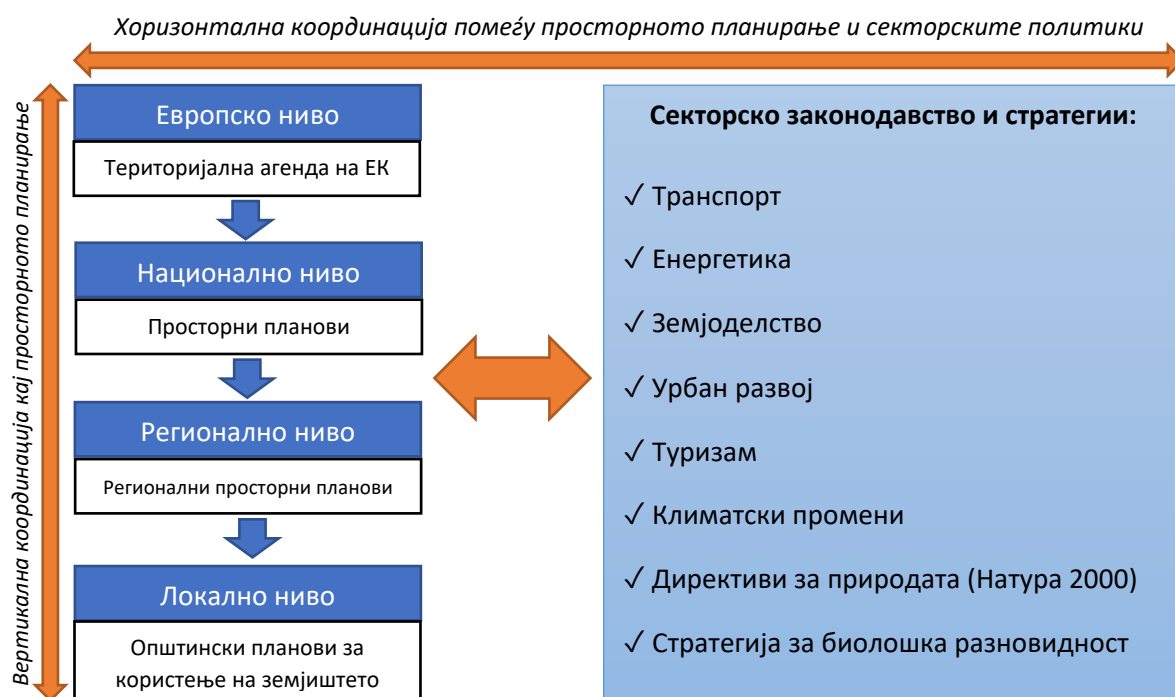 Хоризонтална координација помеѓу просторното планирање и секторските политики
Вертикална координација кај просторното планирање
Европско ниво
Територијална агенда на ЕК
Национално ниво
Просторни планови
Регионално ниво
Регионални просторни планови
Локално ниво
Општински планови за
користење на земјиштето
Секторско законодавство и стратегии:
✓ Транспорт
✓ Енергетика
✓ Земјоделство
✓ Урбан развој
✓ Туризам
✓ Климатски промени
✓ Директиви за природата (Натура 2000)
✓ Стратегија за биолошка разновидност